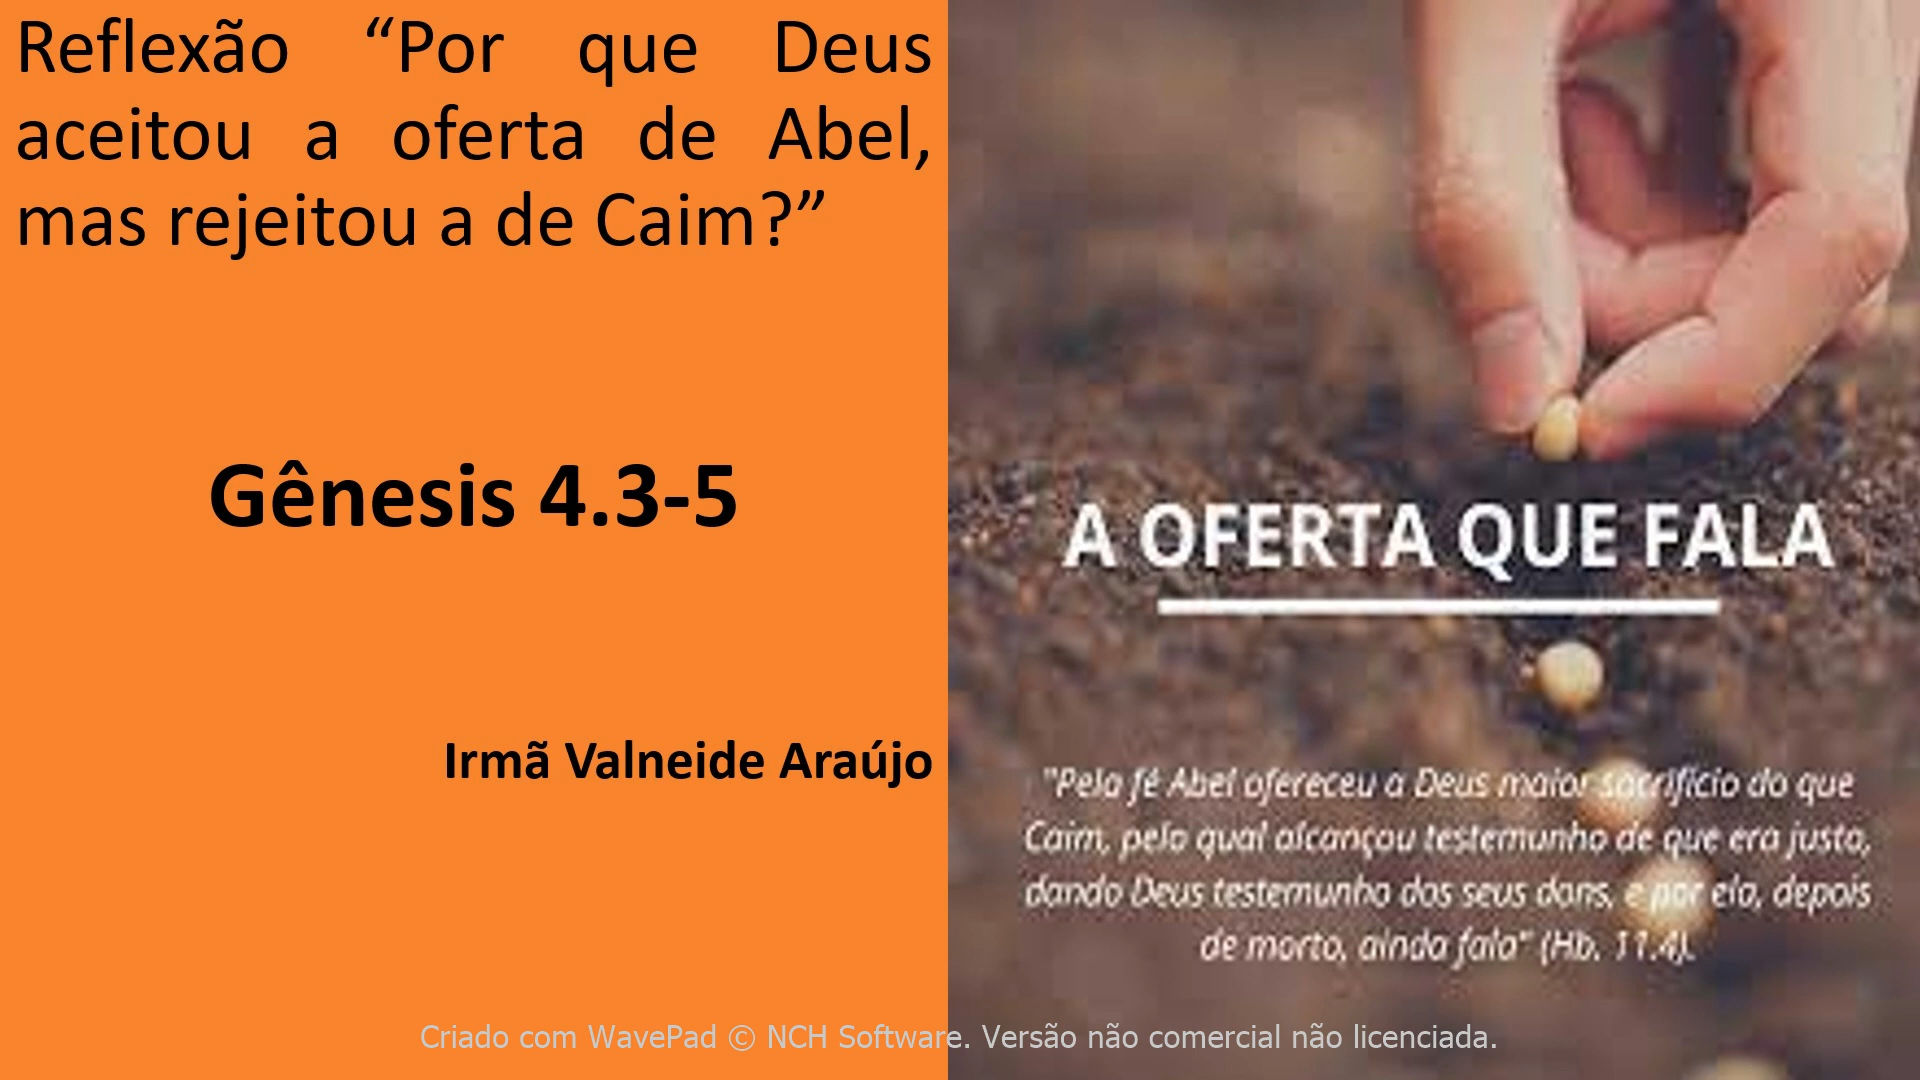 Reflexão “Por que Deus
aceitou a oferta de Abel,
mas rejeitou a de Caim?”
Gênesis 4.3-5
Irmã Valneide Araújo
A OFERTA QUE FALA
"Pela fé Abel ofereceu a Deus maior sacrifício do que
Caim, pelo qual alcançou testemunho de que era justo,
dando Deus testemunho dos seus dons, e por ela, depois
de morto, ainda fala" (Hb. 11.4).
Criado com WavePad © NCH Software. Versão não comercial não licenciada.